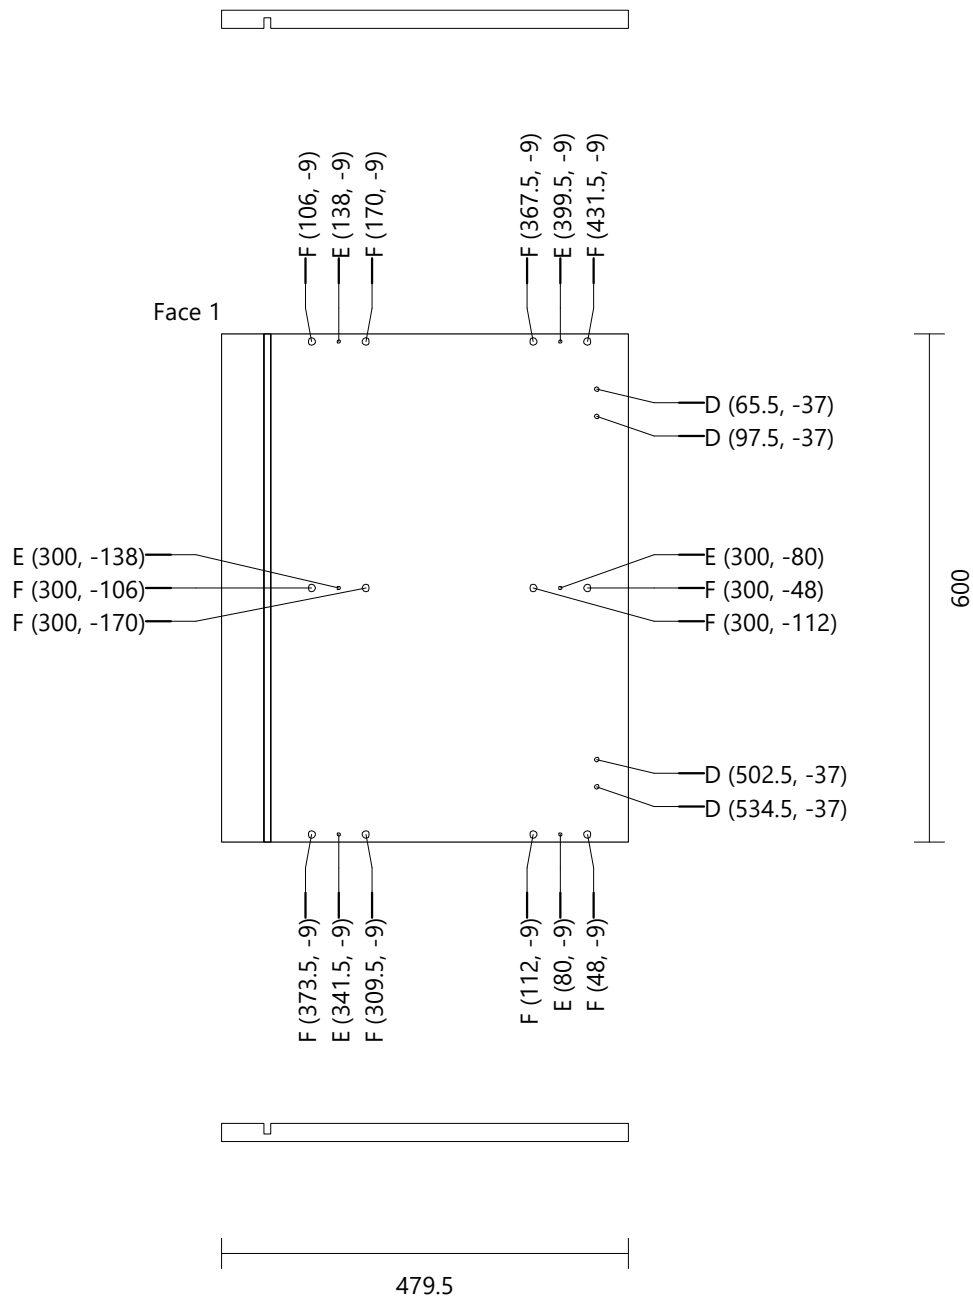 F (106, -9)
E (138, -9)
F (170, -9)
F (367.5, -9)
E (399.5, -9)
F (431.5, -9)
Face 1
D (65.5, -37)
D (97.5, -37)
E (300, -138)
F (300, -106)
F (300, -170)
E (300, -80)
F (300, -48)
F (300, -112)
600
D (502.5, -37)
D (534.5, -37)
F (373.5, -9)
E (341.5, -9)
F (309.5, -9)
F (112, -9)
E (80, -9)
F (48, -9)
479.5